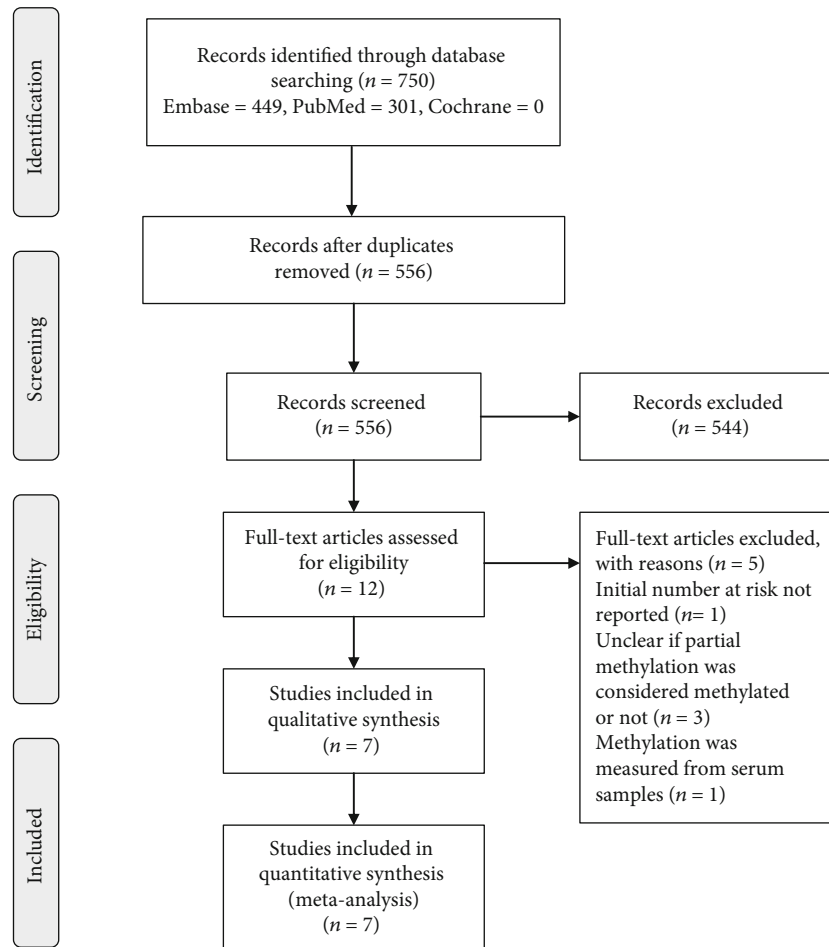 Identification
Records identified through database
searching (n = 750)
Embase = 449, PubMed = 301, Cochrane = 0
Screening
Records after duplicates
removed (n = 556)
Records screened
(n = 556)
Records excluded
(n = 544)
Eligibility
Full-text articles assessed
for eligibility
(n = 12)
Full-text articles excluded,
with reasons (n = 5)
Initial number at risk not
reported (n= 1)
Unclear if partial
methylation was
considered methylated
or not (n = 3)
Methylation was
measured from serum
samples (n = 1)
Studies included in
qualitative synthesis
(n = 7)
Included
Studies included in
quantitative synthesis
(meta-analysis)
(n = 7)